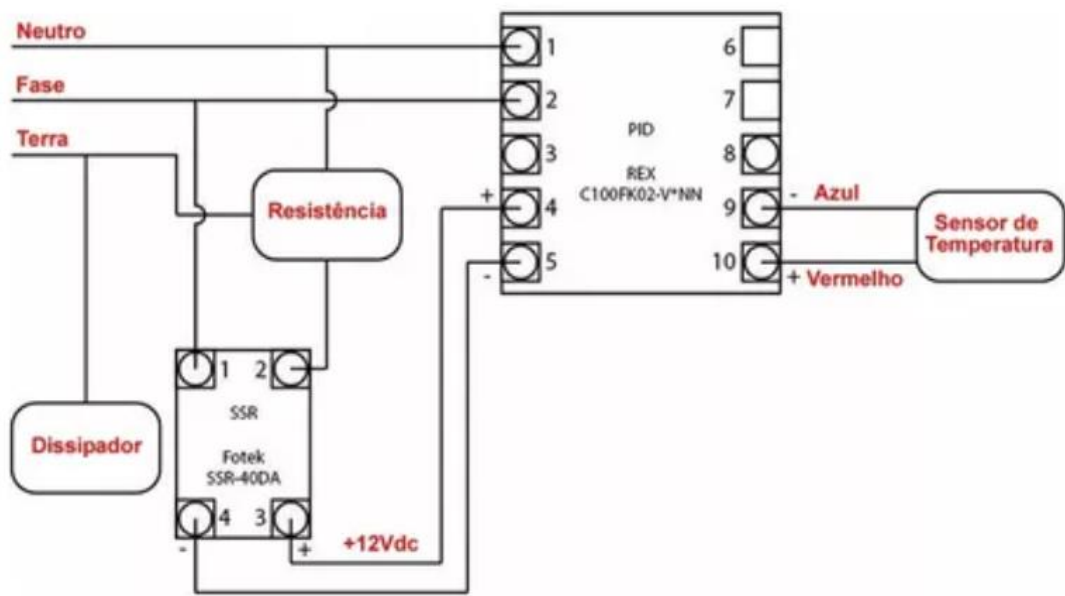 Neutro
Fase
Terra
Resistência
Dissipador
1
2
3
+ 4
- 5
PID
REX
C100FK02-V*NN
6
7
8
9 - Azul
10 + Vermelho
Sensor de
Temperatura
1 2
SSR
Fotek
SSR-40DA
4 3
- +
+12Vdc